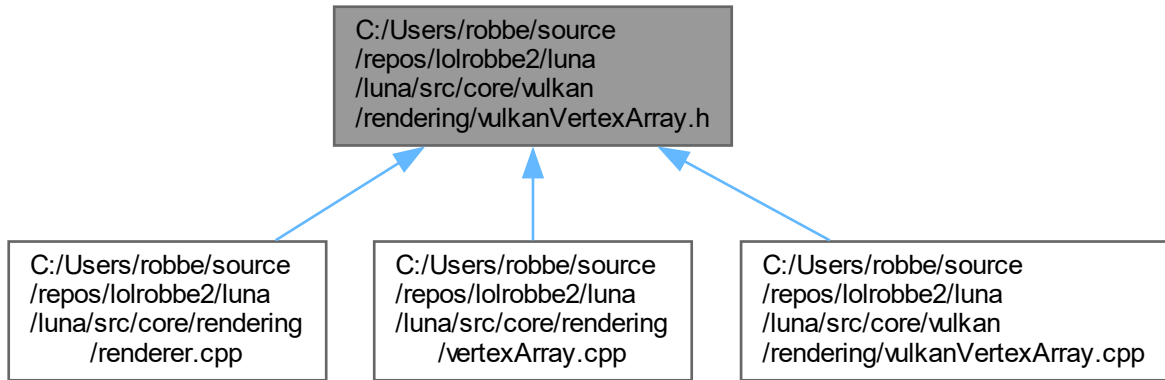 C:/Users/robbe/source
/repos/lolrobbe2/luna
/luna/src/core/vulkan
/rendering/vulkanVertexArray.h
C:/Users/robbe/source
/repos/lolrobbe2/luna
/luna/src/core/rendering
/renderer.cpp
C:/Users/robbe/source
/repos/lolrobbe2/luna
/luna/src/core/rendering
/vertexArray.cpp
C:/Users/robbe/source
/repos/lolrobbe2/luna
/luna/src/core/vulkan
/rendering/vulkanVertexArray.cpp